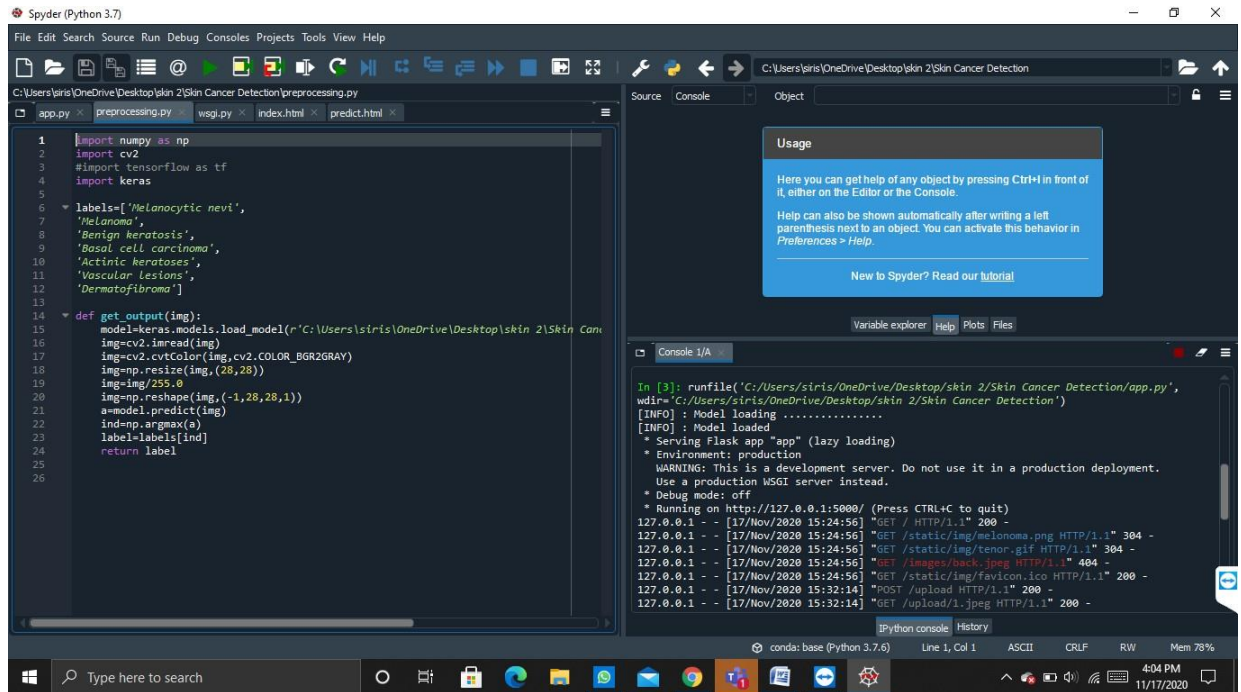 Spyder (Python 3.7)
File Edit Search Source Run Debug Consoles Projects Tools View Help
C:\Users\siris\OneDrive\Desktop\skin 2\Skin Cancer Detection
C:\Users\siris\OneDrive\Desktop\skin 2\Skin Cancer Detection\preprocessing.py
app.py preprocessing.py wsgi.py index.html predict.html
1 import numpy as np
2 import cv2
3 #import tensorflow as tf
4 import keras
5
6 labels=['Melanocytic nevi',
7 'Melanoma',
8 'Benign keratosis',
9 'Basal cell carcinoma',
10 'Actinic keratoses',
11 'Vascular lesions',
12 'Dermatofibroma']
13
14 def get_output(img):
15 model=keras.models.load_model(r'C:\Users\siris\OneDrive\Desktop\skin 2\Skin Canc
16 img=cv2.imread(img)
17 img=cv2.cvtColor(img,cv2.COLOR_BGR2GRAY)
18 img=np.resize(img,(28,28))
19 img=img/255.0
20 img=np.reshape(img,(-1,28,28,1))
21 a=model.predict(img)
22 ind=np.argmax(a)
23 label=labels[ind]
24 return label
25
26
Source Console Object
Usage
Here you can get help of any object by pressing Ctrl+I in front of
it, either on the Editor or the Console.
Help can also be shown automatically after writing a left
parenthesis next to an object. You can activate this behavior in
Preferences > Help.
New to Spyder? Read our tutorial
Variable explorer Help Plots Files
Console 1/A
In [3]: runfile('C:/Users/siris/OneDrive/Desktop/skin 2/Skin Cancer Detection/app.py',
wdir='C:/Users/siris/OneDrive/Desktop/skin 2/Skin Cancer Detection')
[INFO] : Model loading ................
[INFO] : Model loaded
* Serving Flask app "app" (lazy loading)
* Environment: production
WARNING: This is a development server. Do not use it in a production deployment.
Use a production WSGI server instead.
* Debug mode: off
* Running on http://127.0.0.1:5000/ (Press CTRL+C to quit)
127.0.0.1 - - [17/Nov/2020 15:24:56] "GET / HTTP/1.1" 200 -
127.0.0.1 - - [17/Nov/2020 15:24:56] "GET /static/img/melonoma.png HTTP/1.1" 304 -
127.0.0.1 - - [17/Nov/2020 15:24:56] "GET /static/img/tenor.gif HTTP/1.1" 304 -
127.0.0.1 - - [17/Nov/2020 15:24:56] "GET /images/back.jpeg HTTP/1.1" 404 -
127.0.0.1 - - [17/Nov/2020 15:24:56] "GET /static/img/favicon.ico HTTP/1.1" 200 -
127.0.0.1 - - [17/Nov/2020 15:32:14] "POST /upload HTTP/1.1" 200 -
127.0.0.1 - - [17/Nov/2020 15:32:14] "GET /upload/1.jpeg HTTP/1.1" 200 -
IPython console History
conda: base (Python 3.7.6) Line 1, Col 1 ASCII CRLF RW Mem 78%
Type here to search
4:04 PM
11/17/2020